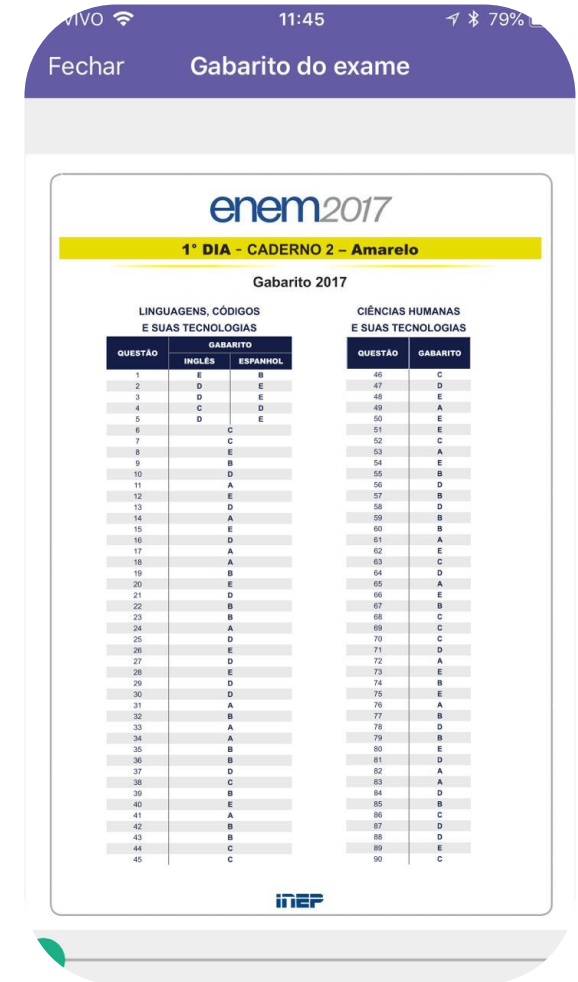 VIVO 11:45 79%
Fechar Gabarito do exame
enem2017
1° DIA - CADERNO 2 – Amarelo
Gabarito 2017
LINGUAGENS, CÓDIGOS
E SUAS TECNOLOGIAS
QUESTÃO GABARITO
INGLÊS ESPANHOL
1 E B
2 D E
3 D E
4 C D
5 D E
6 C
7 C
8 E
9 B
10 D
11 A
12 E
13 D
14 A
15 E
16 D
17 A
18 A
19 B
20 E
21 D
22 B
23 B
24 A
25 D
26 E
27 D
28 E
29 D
30 D
31 A
32 B
33 A
34 A
35 B
36 B
37 D
38 C
39 B
40 E
41 A
42 B
43 B
44 C
45 C
CIÊNCIAS HUMANAS
E SUAS TECNOLOGIAS
QUESTÃO GABARITO
46 C
47 D
48 E
49 A
50 E
51 E
52 C
53 A
54 E
55 B
56 D
57 B
58 D
59 B
60 B
61 A
62 E
63 C
64 D
65 A
66 E
67 B
68 C
69 C
70 C
71 D
72 A
73 E
74 B
75 E
76 A
77 B
78 D
79 B
80 E
81 D
82 A
83 A
84 D
85 B
86 C
87 D
88 D
89 E
90 C
inep